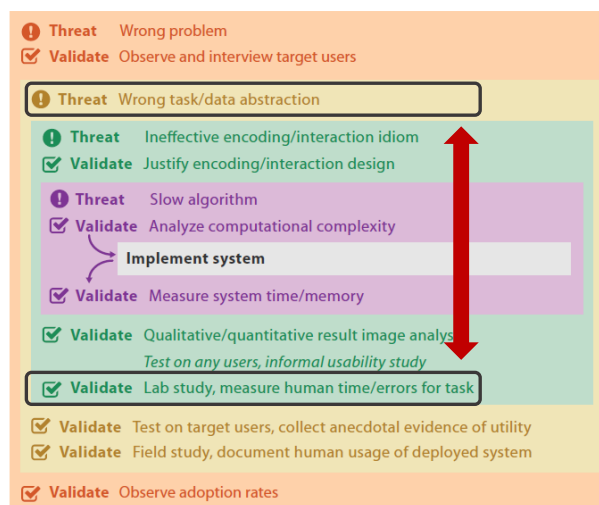 Threat Wrong problem
Validate Observe and interview target users
Threat Wrong task/data abstraction
Threat Ineffective encoding/interaction idiom
Validate Justify encoding/interaction design
Threat Slow algorithm
Validate Analyze computational complexity
Implement system
Validate Measure system time/memory
Validate Qualitative/quantitative result image analys
Test on any users, informal usability study
Validate Lab study, measure human time/errors for task
Validate Test on target users, collect anecdotal evidence of utility
Validate Field study, document human usage of deployed system
Validate Observe adoption rates